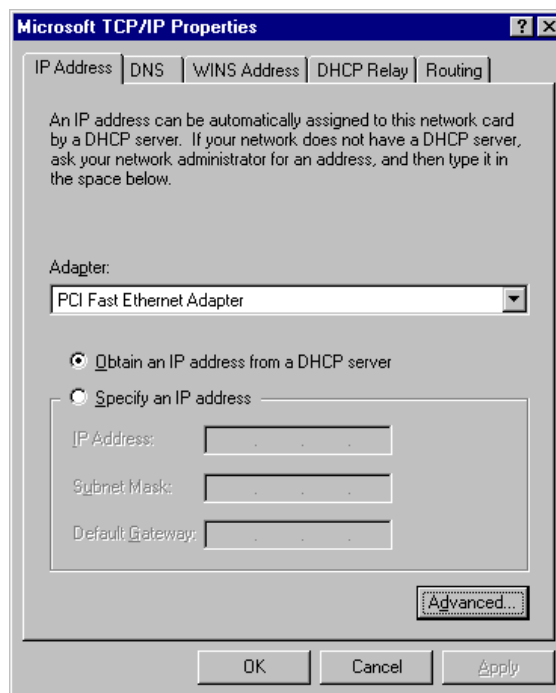 Microsoft TCP/IP Properties
IP Address DNS WINS Address DHCP Relay Routing
An IP address can be automatically assigned to this network card
by a DHCP server. If your network does not have a DHCP server,
ask your network administrator for an address, and then type it in
the space below.
Adapter:
PCI Fast Ethernet Adapter
Obtain an IP address from a DHCP server
Specify an IP address
IP Address:
Subnet Mask:
Default Gateway:
Advanced...
OK Cancel Apply